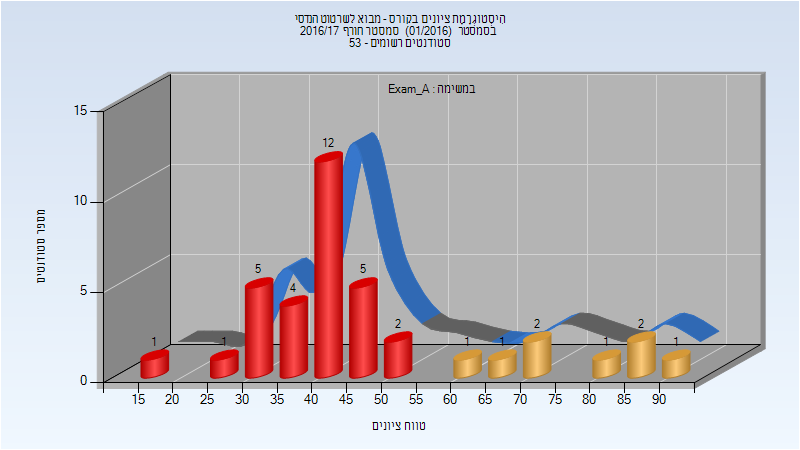 היסטוגרמת ציונים בקורס - מבוא לשרטוט הנדסי
בסמסטר (01/2016) סמסטר חורף 2016/17
סטודנטים רשומים - 53
במשימה : Exam_A
מספר סטודנטים
15
10
5
0
1 1 5 4 12 5 2 1 1 2 1 2 1
15 20 25 30 35 40 45 50 55 60 65 70 75 80 85 90
טווח ציונים